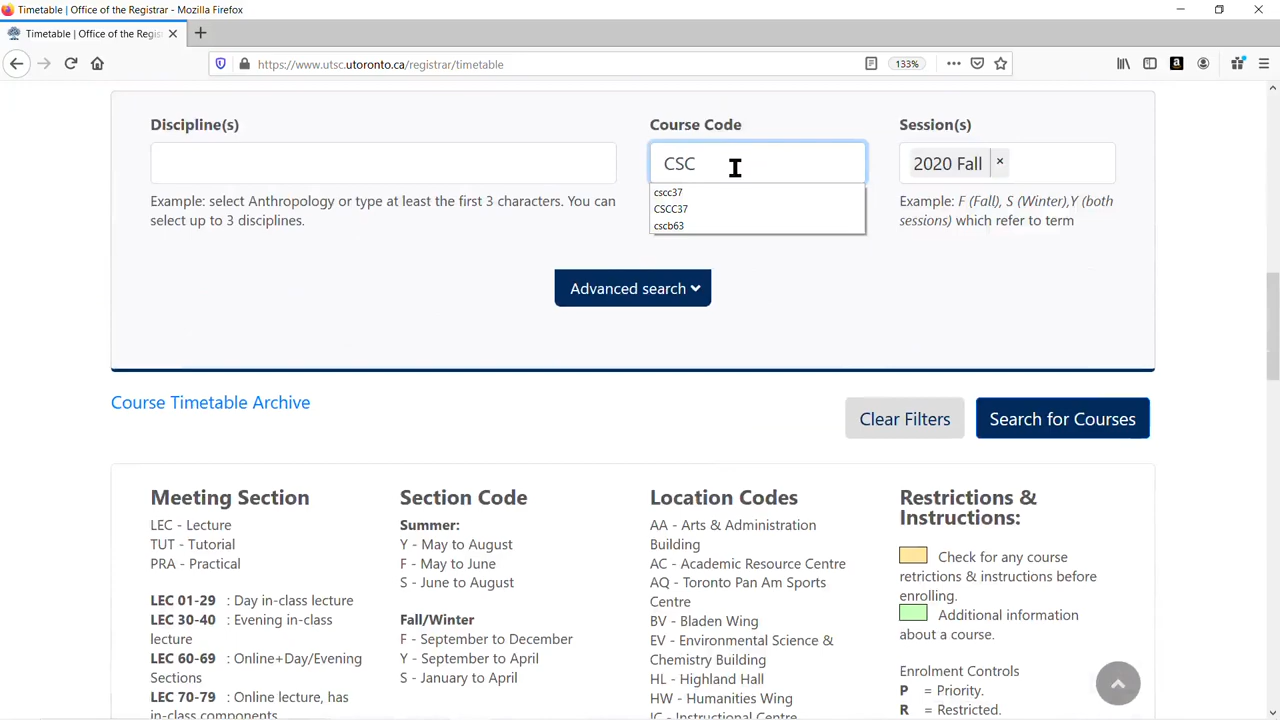 Timetable | Office of the Registrar - Mozilla Firefox
Timetable | Office of the Regist
https://www.utsc.utoronto.ca/registrar/timetable
133%
Discipline(s)
Course Code
Session(s)
CSC
2020 Fall ×
cscc37
CSCC37
cscb63
Example: select Anthropology or type at least the first 3 characters. You can
select up to 3 disciplines.
Example: F (Fall), S (Winter),Y (both
sessions) which refer to term
Advanced search
Course Timetable Archive
Clear Filters
Search for Courses
Meeting Section
LEC - Lecture
TUT - Tutorial
PRA - Practical
LEC 01-29 : Day in-class lecture
LEC 30-40 : Evening in-class
lecture
LEC 60-69 : Online+Day/Evening
Sections
LEC 70-79 : Online lecture, has
in-class components
Section Code
Summer:
Y - May to August
F - May to June
S - June to August
Fall/Winter
F - September to December
Y - September to April
S - January to April
Location Codes
AA - Arts & Administration
Building
AC - Academic Resource Centre
AQ - Toronto Pan Am Sports
Centre
BV - Bladen Wing
EV - Environmental Science &
Chemistry Building
HL - Highland Hall
HW - Humanities Wing
IC - Instructional Centre
Restrictions &
Instructions:
Check for any course
retrictions & instructions before
enrolling.
Additional information
about a course.
Enrolment Controls
P = Priority.
R = Restricted.